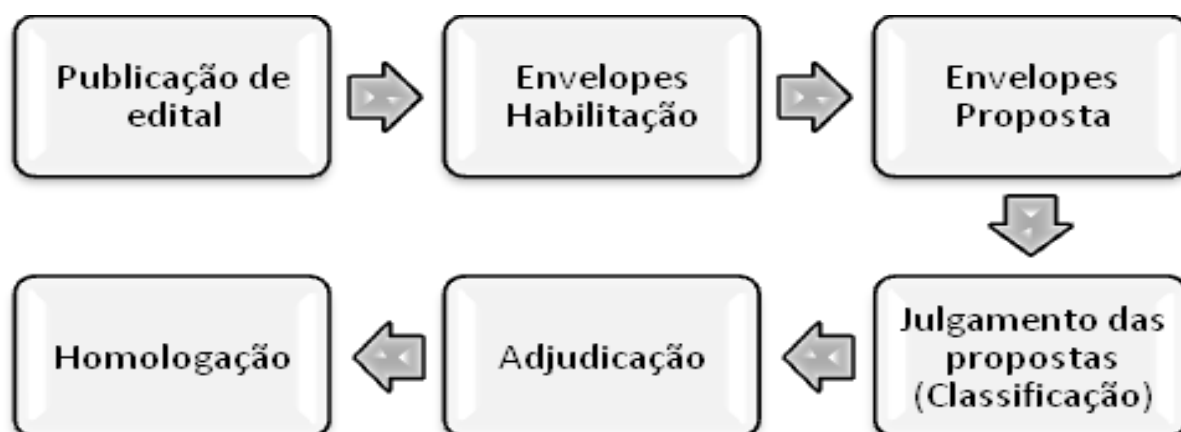 Publicação de
edital
Envelopes
Habilitação
Envelopes
Proposta
Julgamento das
propostas
(Classificação)
Adjudicação
Homologação